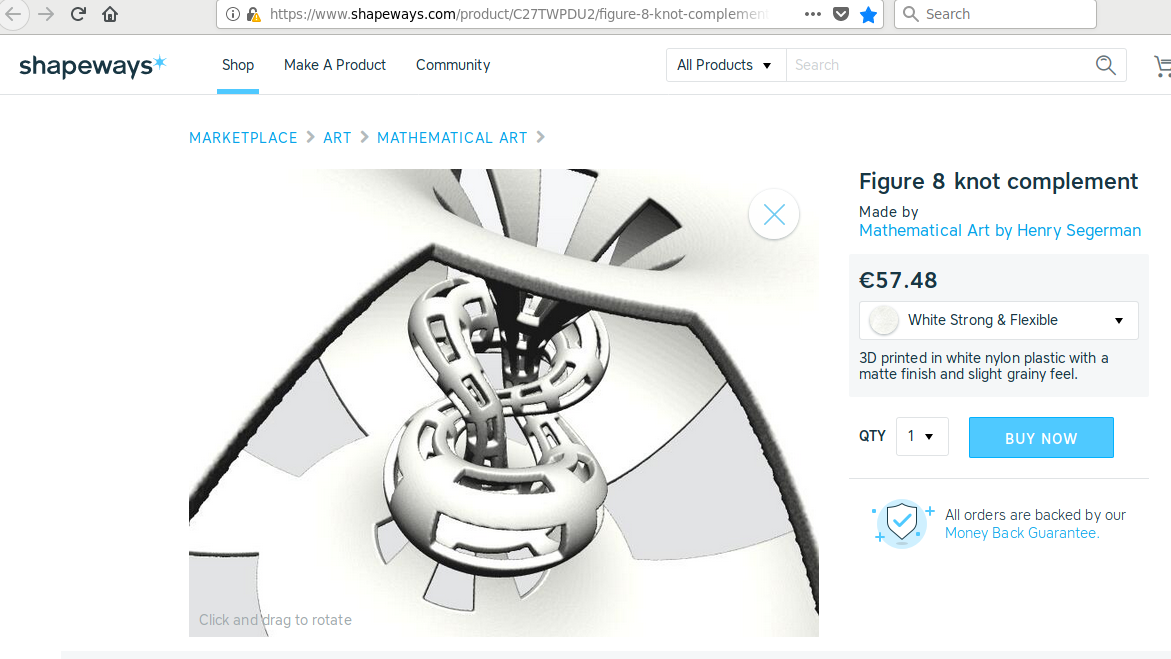 https://www.shapeways.com/product/C27TWPDU2/figure-8-knot-complement
Search
shapeways
Shop
Make A Product
Community
All Products
Search
MARKETPLACE
ART
MATHEMATICAL ART
Figure 8 knot complement
Made by
Mathematical Art by Henry Segerman
€57.48
White Strong & Flexible
3D printed in white nylon plastic with a
matte finish and slight grainy feel.
QTY 1
BUY NOW
All orders are backed by our
Money Back Guarantee.
Click and drag to rotate